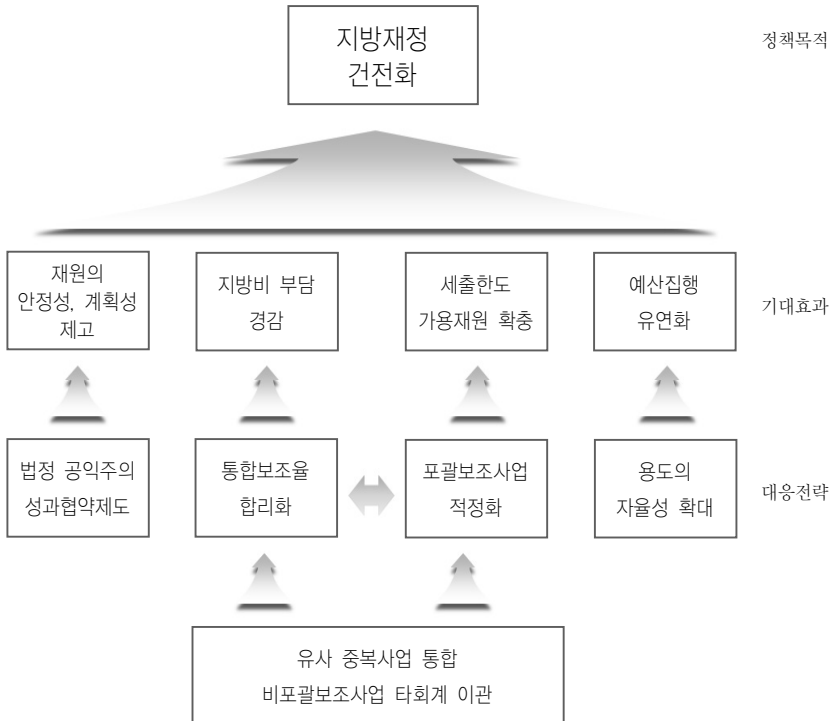 지방재정
건전화
정책목적
재원의
안정성, 계획성
제고
지방비 부담
경감
세출한도
가용재원 확충
예산집행
유연화
기대효과
법정 공익주의
성과협약제도
통합보조율
합리화
포괄보조사업
적정화
용도의
자율성 확대
대응전략
유사 중복사업 통합
비포괄보조사업 타회계 이관